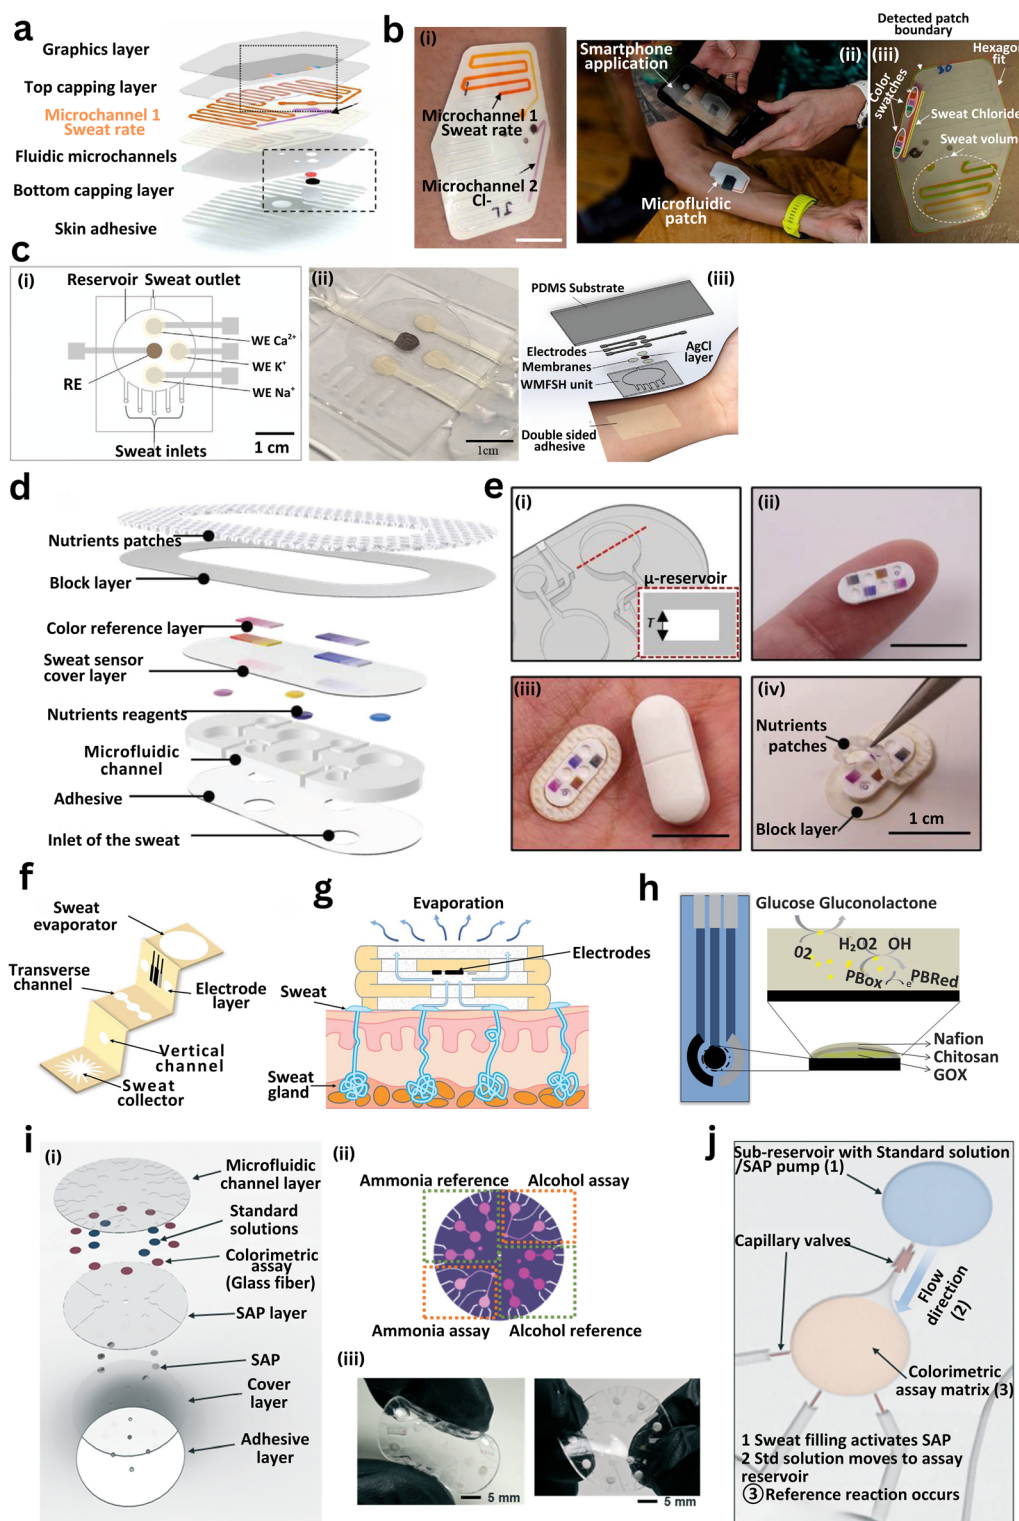 a
Graphics layer
Top capping layer
Microchannel 1
Sweat rate
Fluidic microchannels
Bottom capping layer
Skin adhesive
b
(i)
Microchannel 1
Sweat rate
Microchannel 2
Cl-
JL
Smartphone
application
(ii)
Microfluidic
patch
Detected patch
boundary
(iii)
Hexagon
fit
Color
swatches
Sweat Chloride
Sweat volume
c
(i)
Reservoir Sweat outlet
WE Ca²⁺
WE K⁺
RE
WE Na⁺
Sweat inlets
1 cm
(ii)
1cm
(iii)
PDMS Substrate
AgCl
layer
Electrodes
Membranes
WMFSH unit
Double sided
adhesive
d
Nutrients patches
Block layer
Color reference layer
Sweat sensor
cover layer
Nutrients reagents
Microfluidic
channel
Adhesive
Inlet of the sweat
e
(i)
μ-reservoir
T
(ii)
(iii)
(iv)
Nutrients
patches
Block layer
1 cm
f
Sweat
evaporator
Transverse
channel
Electrode
layer
Vertical
channel
Sweat
collector
g
Evaporation
Electrodes
Sweat
Sweat
gland
h
Glucose Gluconolactone
O2
H₂O2 OH
PBox
e
PBRed
Nafion
Chitosan
GOX
i
(i)
Microfluidic
channel layer
Standard
solutions
Colorimetric
assay
(Glass fiber)
SAP layer
SAP
Cover
layer
Adhesive
layer
(ii)
Ammonia reference
Alcohol assay
Ammonia assay
Alcohol reference
(iii)
5 mm
5 mm
j
Sub-reservoir with Standard solution
/SAP pump (1)
Capillary valves
Flow
direction
(2)
Colorimetric
assay matrix (3)
1 Sweat filling activates SAP
2 Std solution moves to assay
reservoir
③ Reference reaction occurs